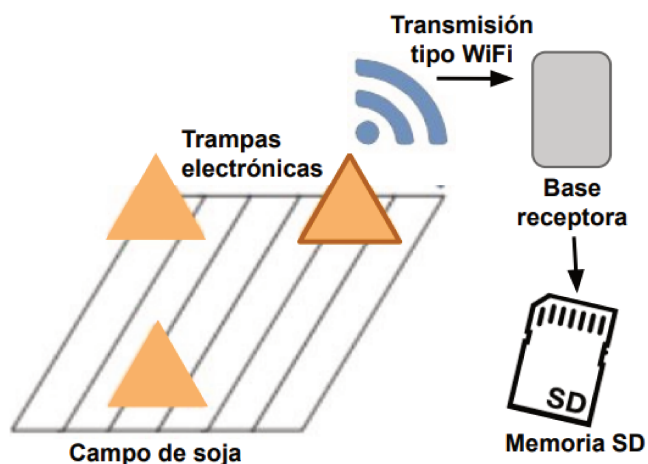 Transmisión
tipo WiFi
Trampas
electrónicas
Base
receptora
SD
Campo de soja
Memoria SD